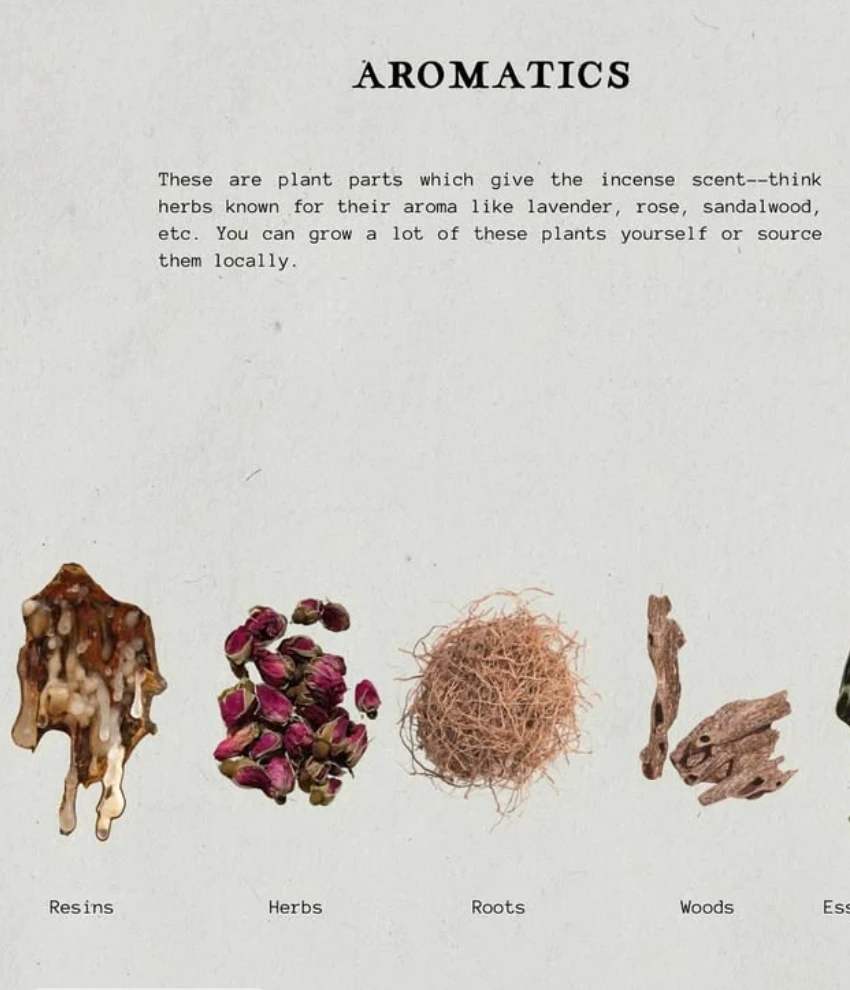 AROMATICS
These are plant parts which give the incense scent--think
herbs known for their aroma like lavender, rose, sandalwood,
etc. You can grow a lot of these plants yourself or source
them locally.
Resins Herbs Roots Woods Ess